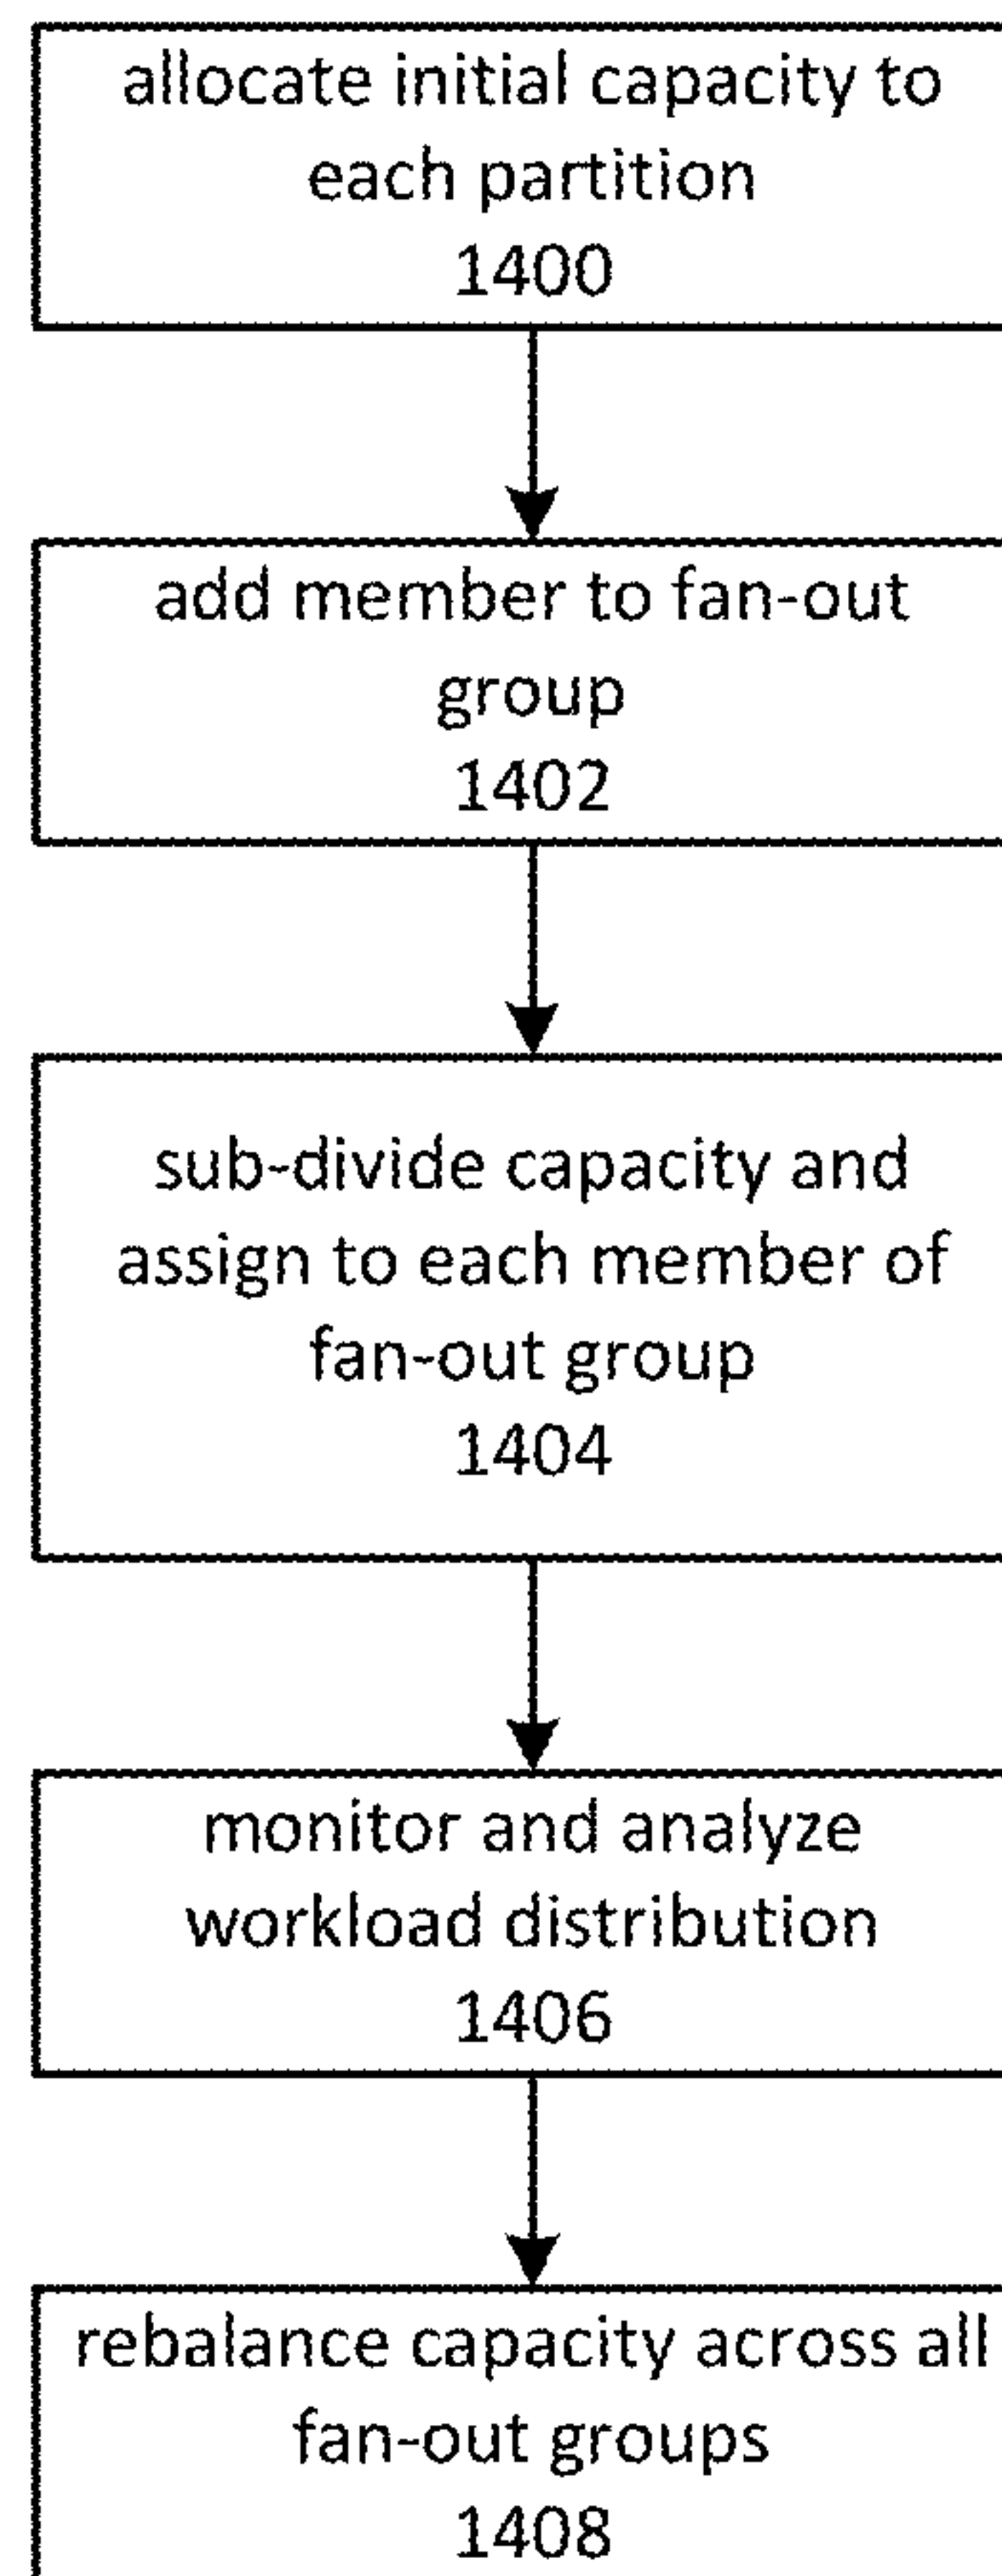 allocate initial capacity to
each partition
1400
add member to fan-out
group
1402
sub-divide capacity and
assign to each member of
fan-out group
1404
monitor and analyze
workload distribution
1406
rebalance capacity across all
fan-out groups
1408